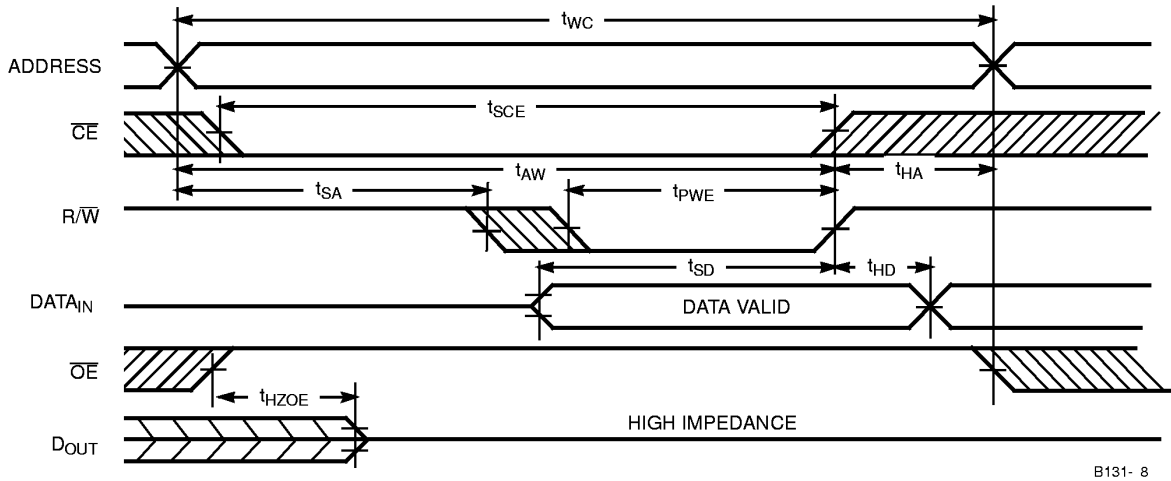 tWC
ADDRESS
tSCE
CE
tAW
tHA
tSA
tPWE
R/W
tSD
tHD
DATAIN
DATA VALID
OE
tHZOE
HIGH IMPEDANCE
DOUT
B131- 8